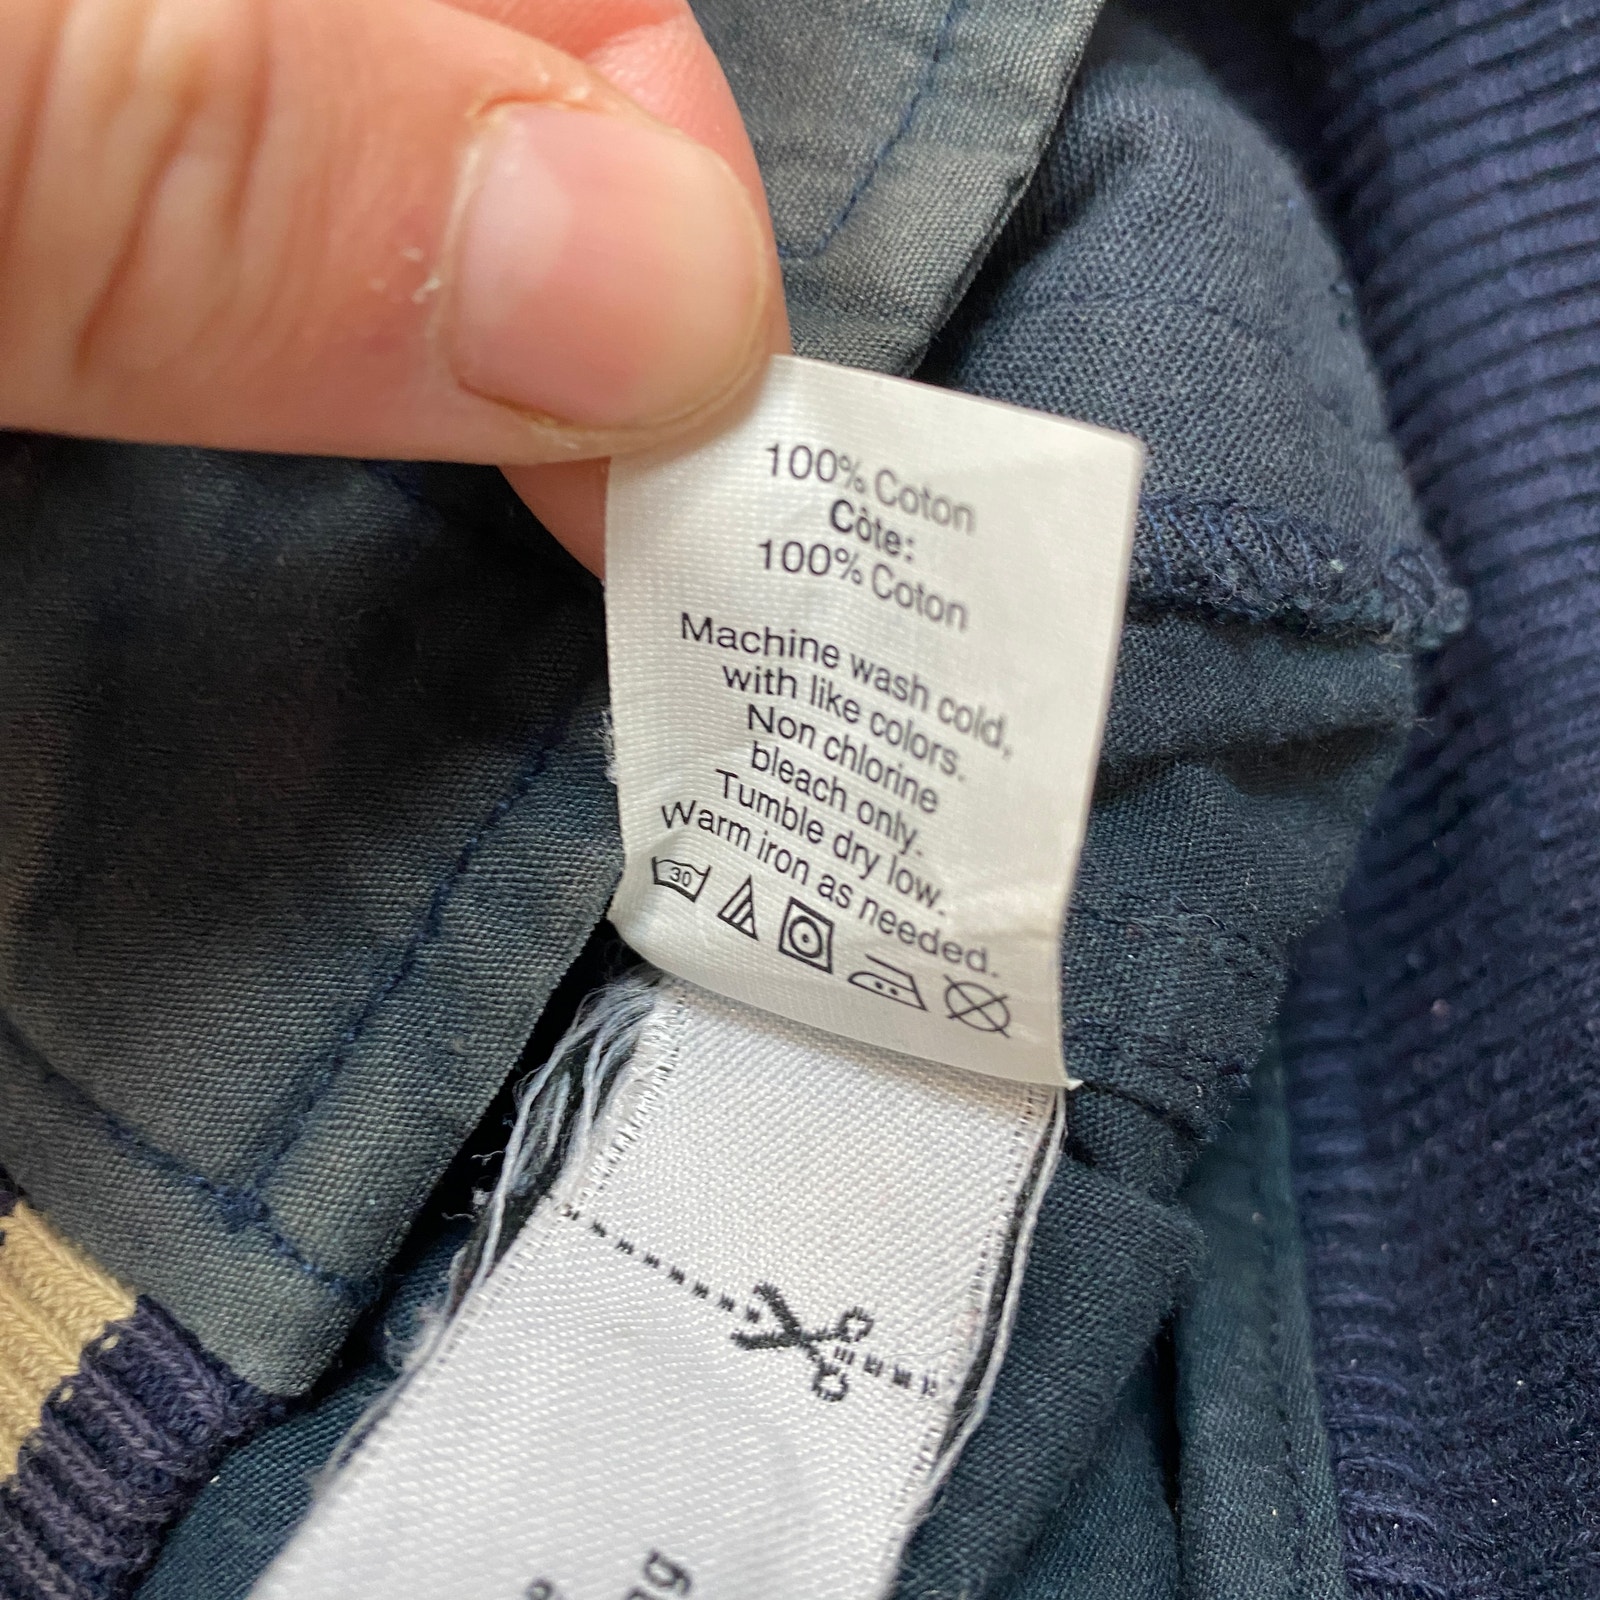 100% Coton
Côte:
100% Coton
Machine wash cold,
with like colors.
Non chlorine
bleach only.
Tumble dry low.
Warm iron as needed.
30